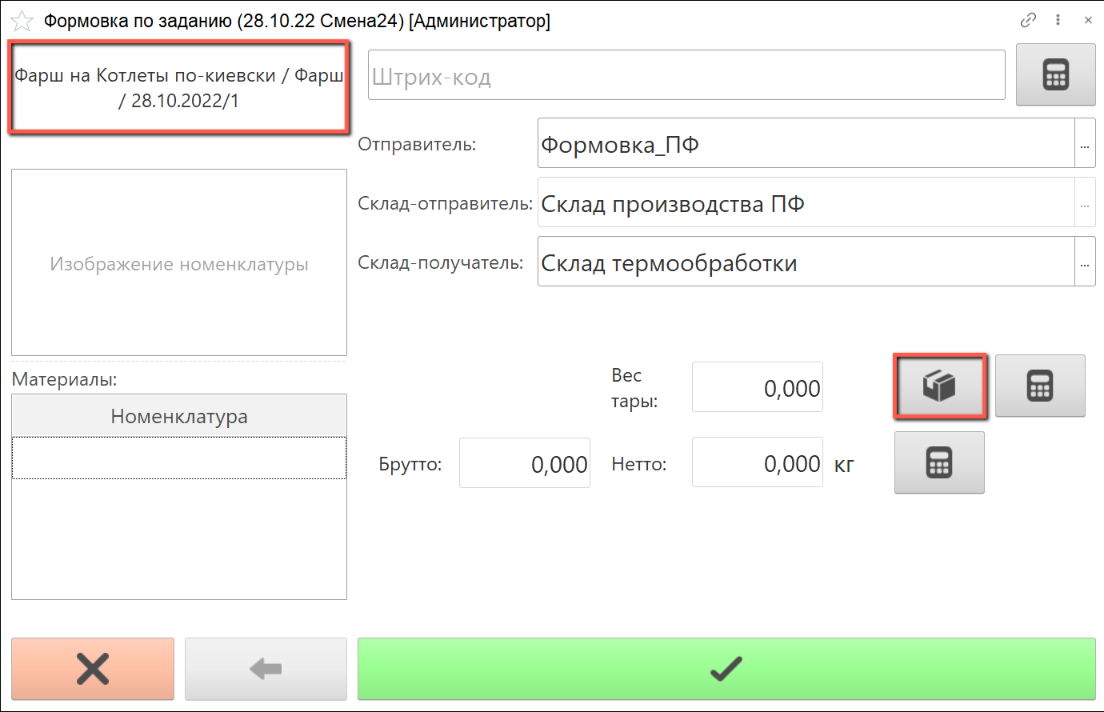 Формовка по заданию (28.10.22 Смена24) [Администратор]
Фарш на Котлеты по-киевски / Фарш
/ 28.10.2022/1
Штрих-код
Отправитель:
Формовка_ПФ
...
Склад-отправитель:
Склад производства ПФ
...
Склад-получатель:
Склад термообработки
...
Изображение номенклатуры
Материалы:
Номенклатура
Вес
тары:
0,000
Брутто:
0,000
Нетто:
0,000
кг